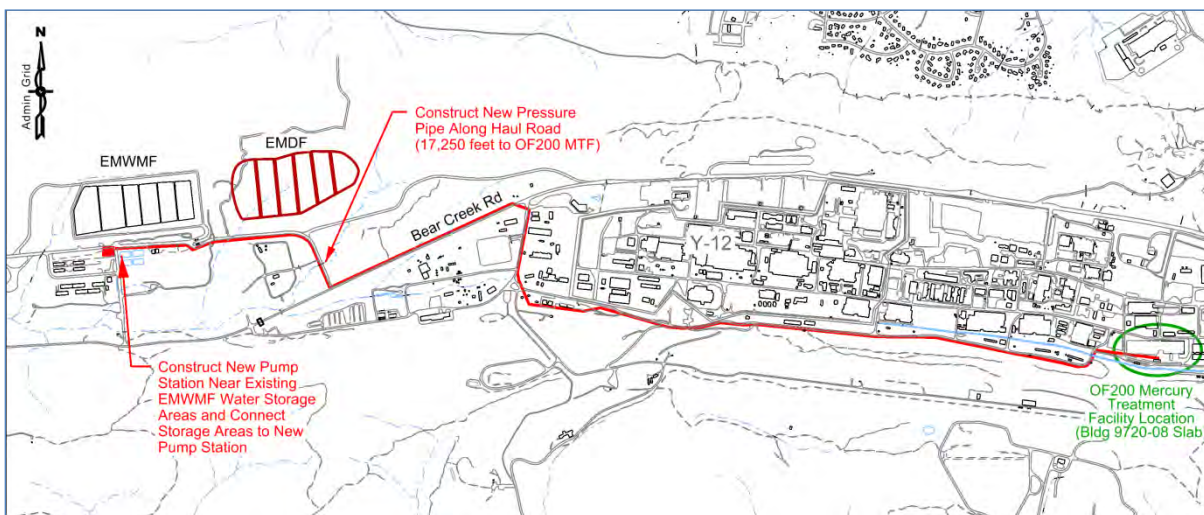 N
Admin Grid
EMWMF
EMDF
Construct New Pressure
Pipe Along Haul Road
(17,250 feet to OF200 MTF)
Bear Creek Rd
Y-12
Construct New Pump
Station Near Existing
EMWMF Water Storage
Areas and Connect
Storage Areas to New
Pump Station
OF200 Mercury
Treatment
Facility Location
(Bldg 9720-08 Slab